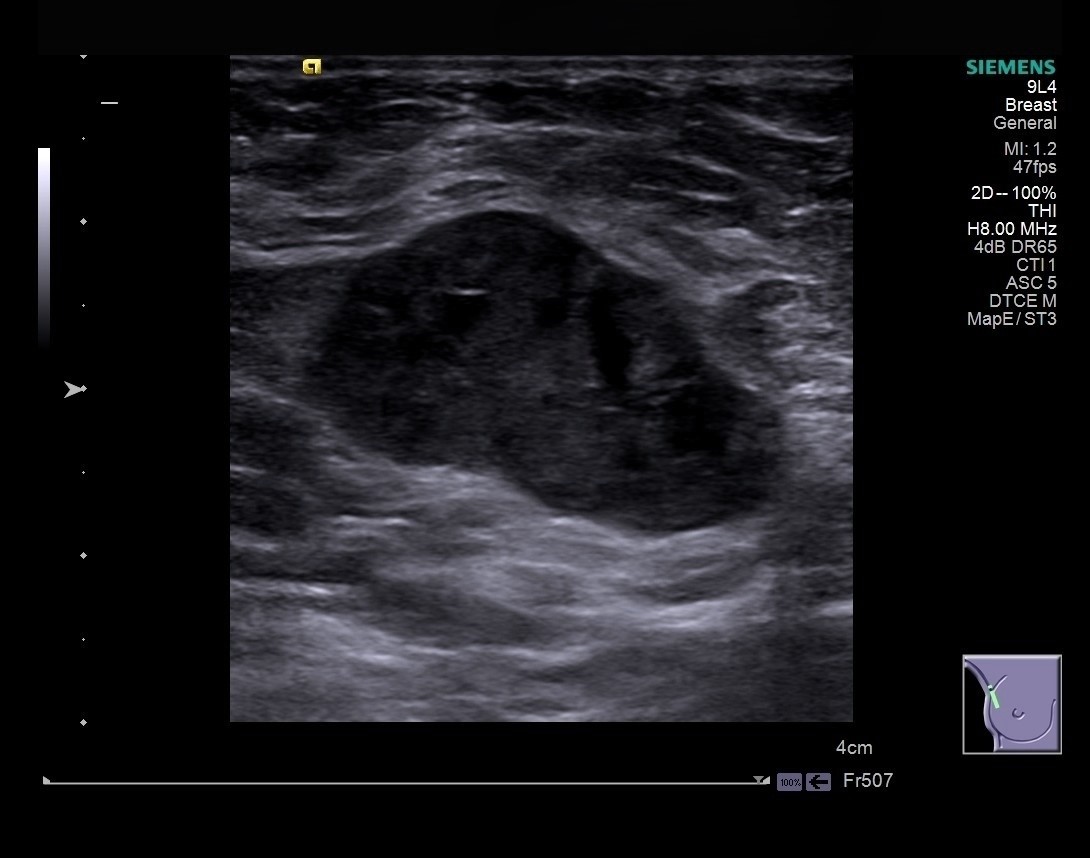 SIEMENS
9L4
Breast
General
MI: 1.2
47fps
2D--100%
THI
H8.00 MHz
4dB DR65
CTI 1
ASC 5
DTCE M
MapE / ST3
4cm
100%
Fr507